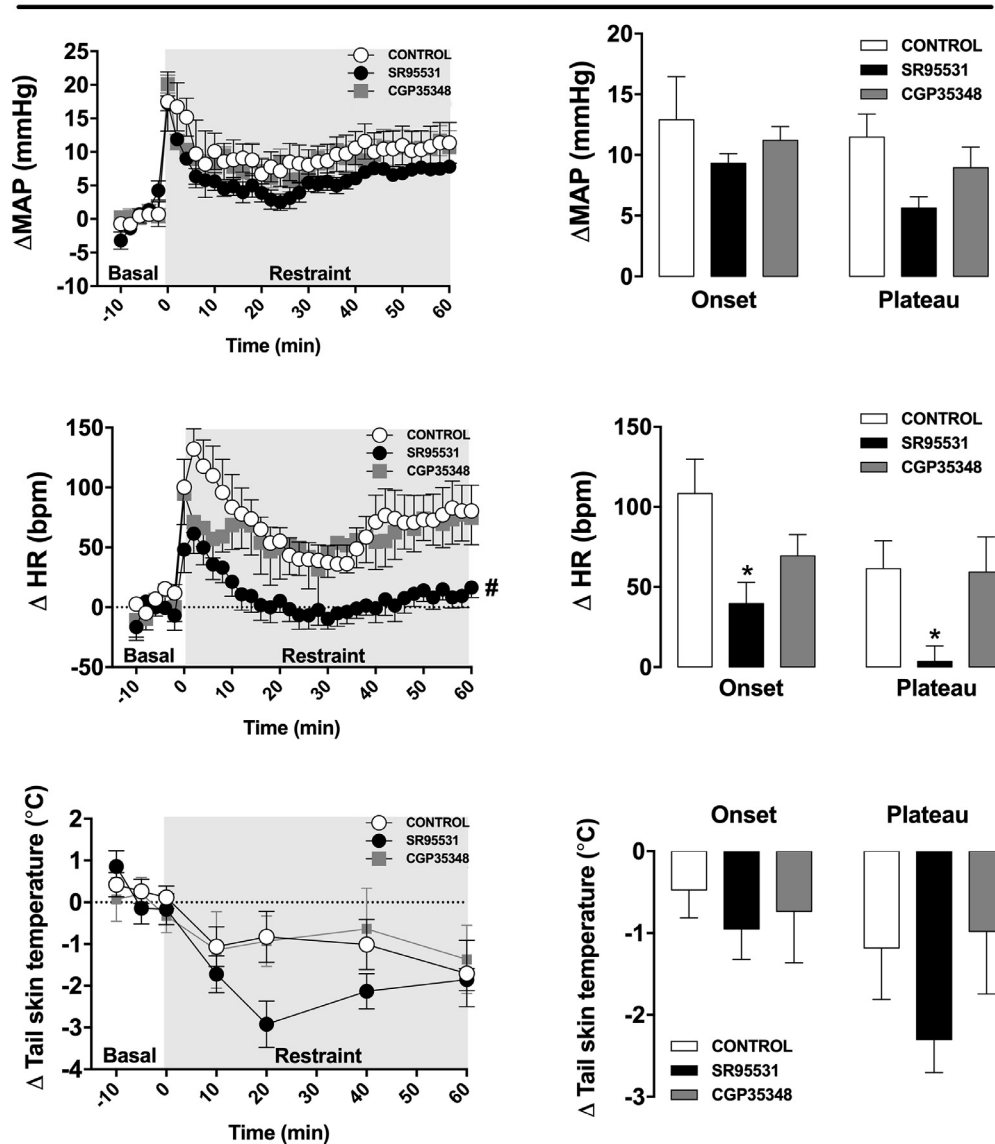 ΔMAP (mmHg)
25
20
15
10
5
0
-5
-10
CONTROL
SR95531
CGP35348
Basal
Restraint
-10
0
10
20
30
40
50
60
Time (min)
ΔMAP (mmHg)
20
15
10
5
0
CONTROL
SR95531
CGP35348
Onset
Plateau
Δ HR (bpm)
150
100
50
0
-50
CONTROL
SR95531
CGP35348
#
Basal
Restraint
-10
0
10
20
30
40
50
60
Time (min)
Δ HR (bpm)
150
100
50
0
CONTROL
SR95531
CGP35348
*
*
Onset
Plateau
Δ Tail skin temperature (°C)
2
1
0
-1
-2
-3
-4
CONTROL
SR95531
CGP35348
Basal
Restraint
-10
0
10
20
30
40
50
60
Time (min)
Δ Tail skin temperature (°C)
Onset
Plateau
0
-1
-2
-3
CONTROL
SR95531
CGP35348